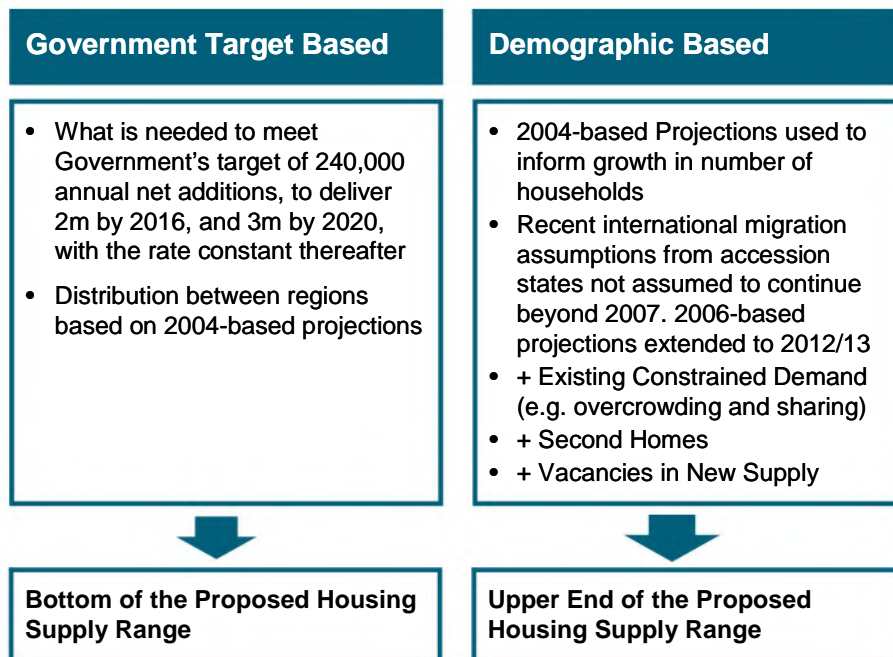 Government Target Based
• What is needed to meet
Government's target of 240,000
annual net additions, to deliver
2m by 2016, and 3m by 2020,
with the rate constant thereafter
• Distribution between regions
based on 2004-based projections
Bottom of the Proposed Housing
Supply Range
Demographic Based
• 2004-based Projections used to
inform growth in number of
households
• Recent international migration
assumptions from accession
states not assumed to continue
beyond 2007. 2006-based
projections extended to 2012/13
• + Existing Constrained Demand
(e.g. overcrowding and sharing)
• + Second Homes
• + Vacancies in New Supply
Upper End of the Proposed
Housing Supply Range